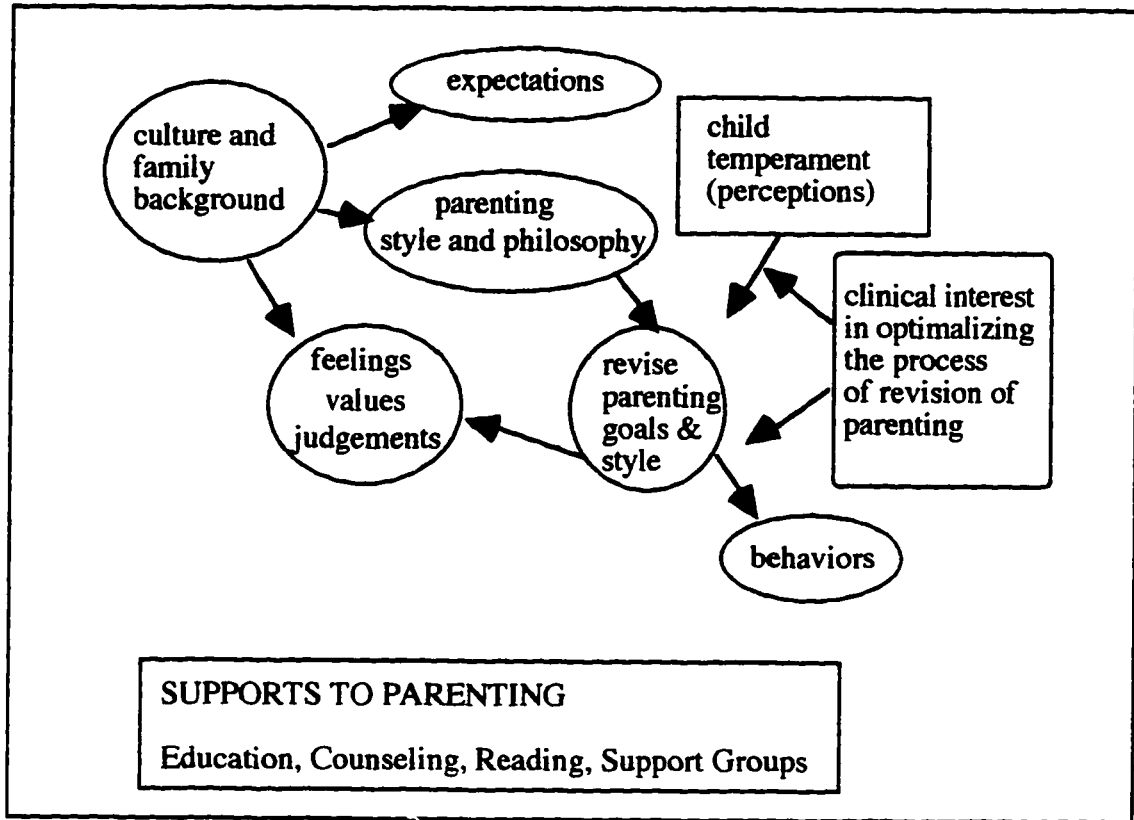 expectations
culture and
family
background
child
temperament
(perceptions)
parenting
style and philosophy
clinical interest
in optimalizing
the process
of revision of
parenting
feelings
values
judgements
revise
parenting
goals &
style
behaviors
SUPPORTS TO PARENTING
Education, Counseling, Reading, Support Groups